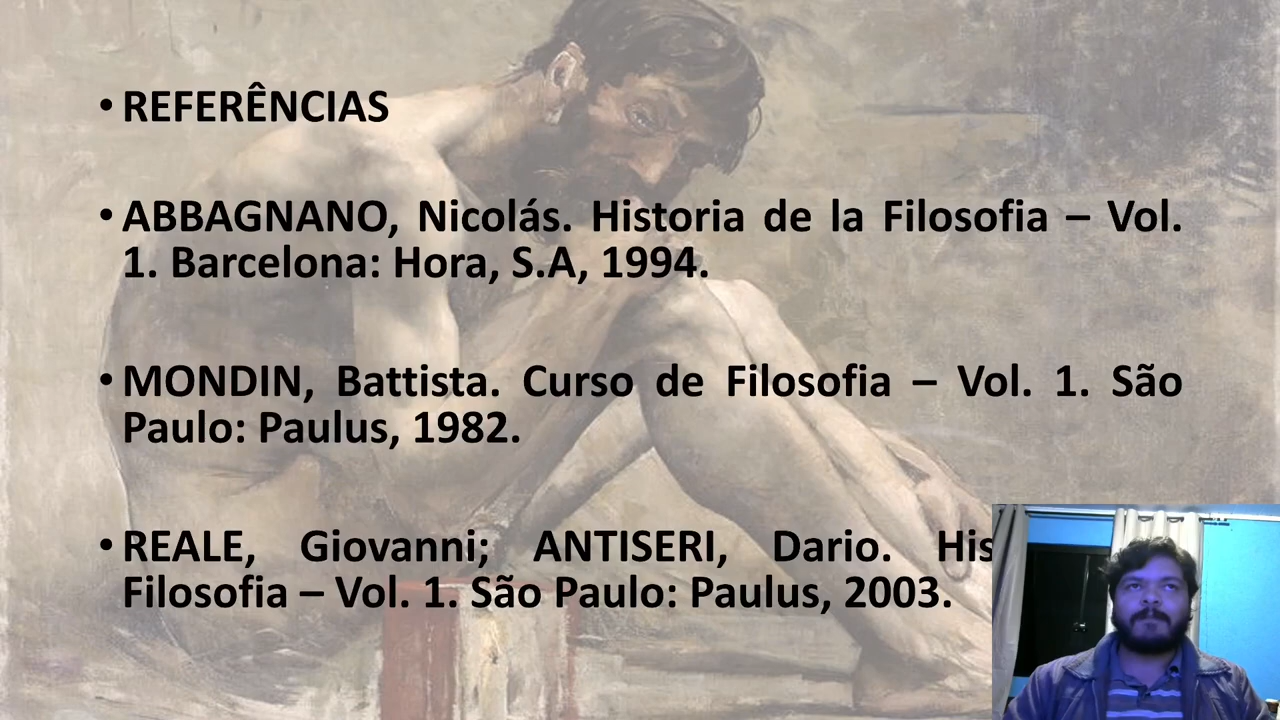 • REFERÊNCIAS
• ABBAGNANO, Nicolás. Historia de la Filosofia – Vol.
1. Barcelona: Hora, S.A, 1994.
• MONDIN, Battista. Curso de Filosofia – Vol. 1. São
Paulo: Paulus, 1982.
• REALE, Giovanni; ANTISERI, Dario.
Filosofia – Vol. 1. São Paulo: Paulus, 2003.